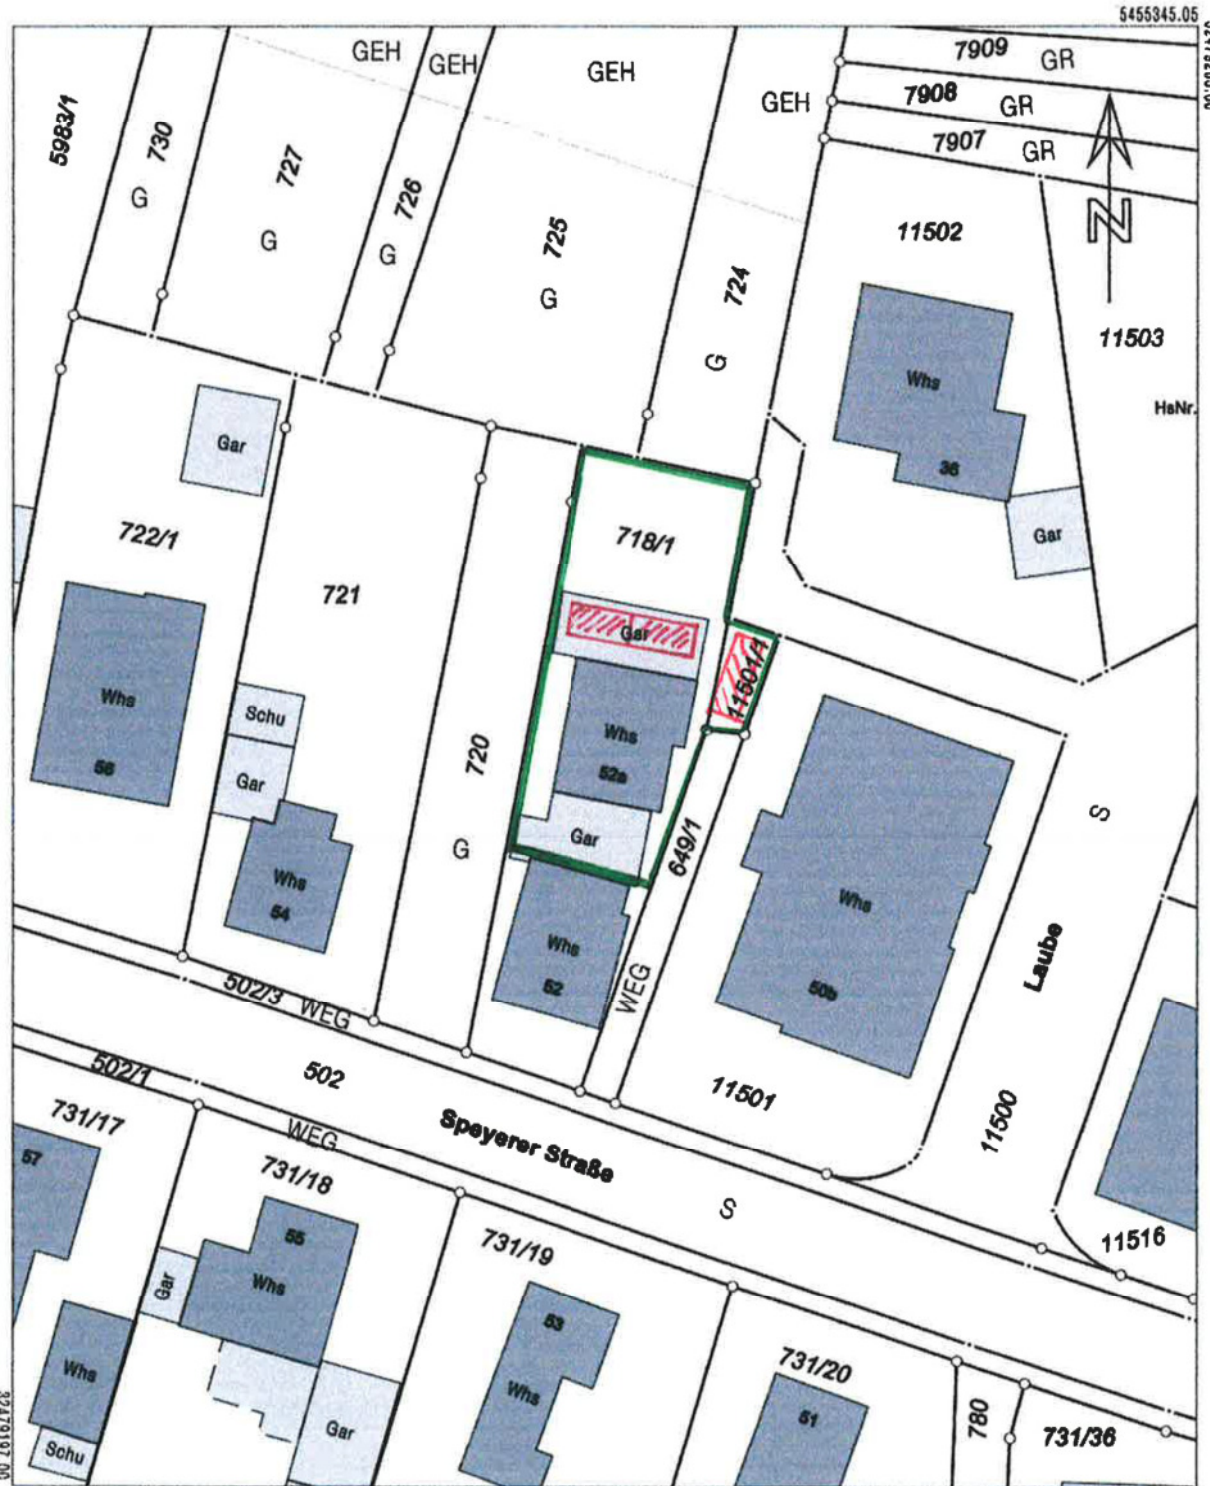 5455345.05
GEH
GEH
GEH
GEH
7909
GR
7908
GR
7907
GR
5983/1
730
G
727
G
726
G
725
G
724
G
11502
N
11503
Whs
36
HsNr.
Gar
Gar
722/1
721
718/1
Gar
11501/1
Whs
56
Schu
Gar
720
G
Whs
52a
Gar
649/1
Whs
54
Whs
52
WEG
Whs
50b
S
Laube
502/3
WEG
502/1
502
11501
11500
731/17
WEG
Speyerer Straße
57
731/18
S
11516
55
Whs
Gar
731/19
53
Whs
731/20
51
Whs
Schu
Gar
780
731/36